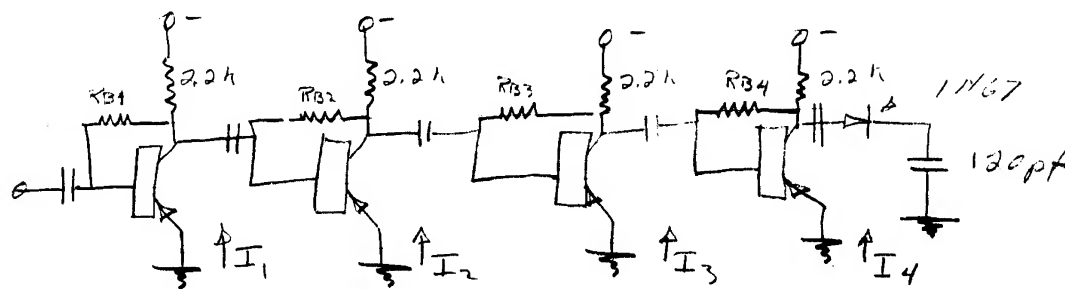 O - O - O - O -
2.2k 2.2k 2.2k 2.2k
RB1 RB2 RB3 RB4 1N67
120pf
I1 I2 I3 I4